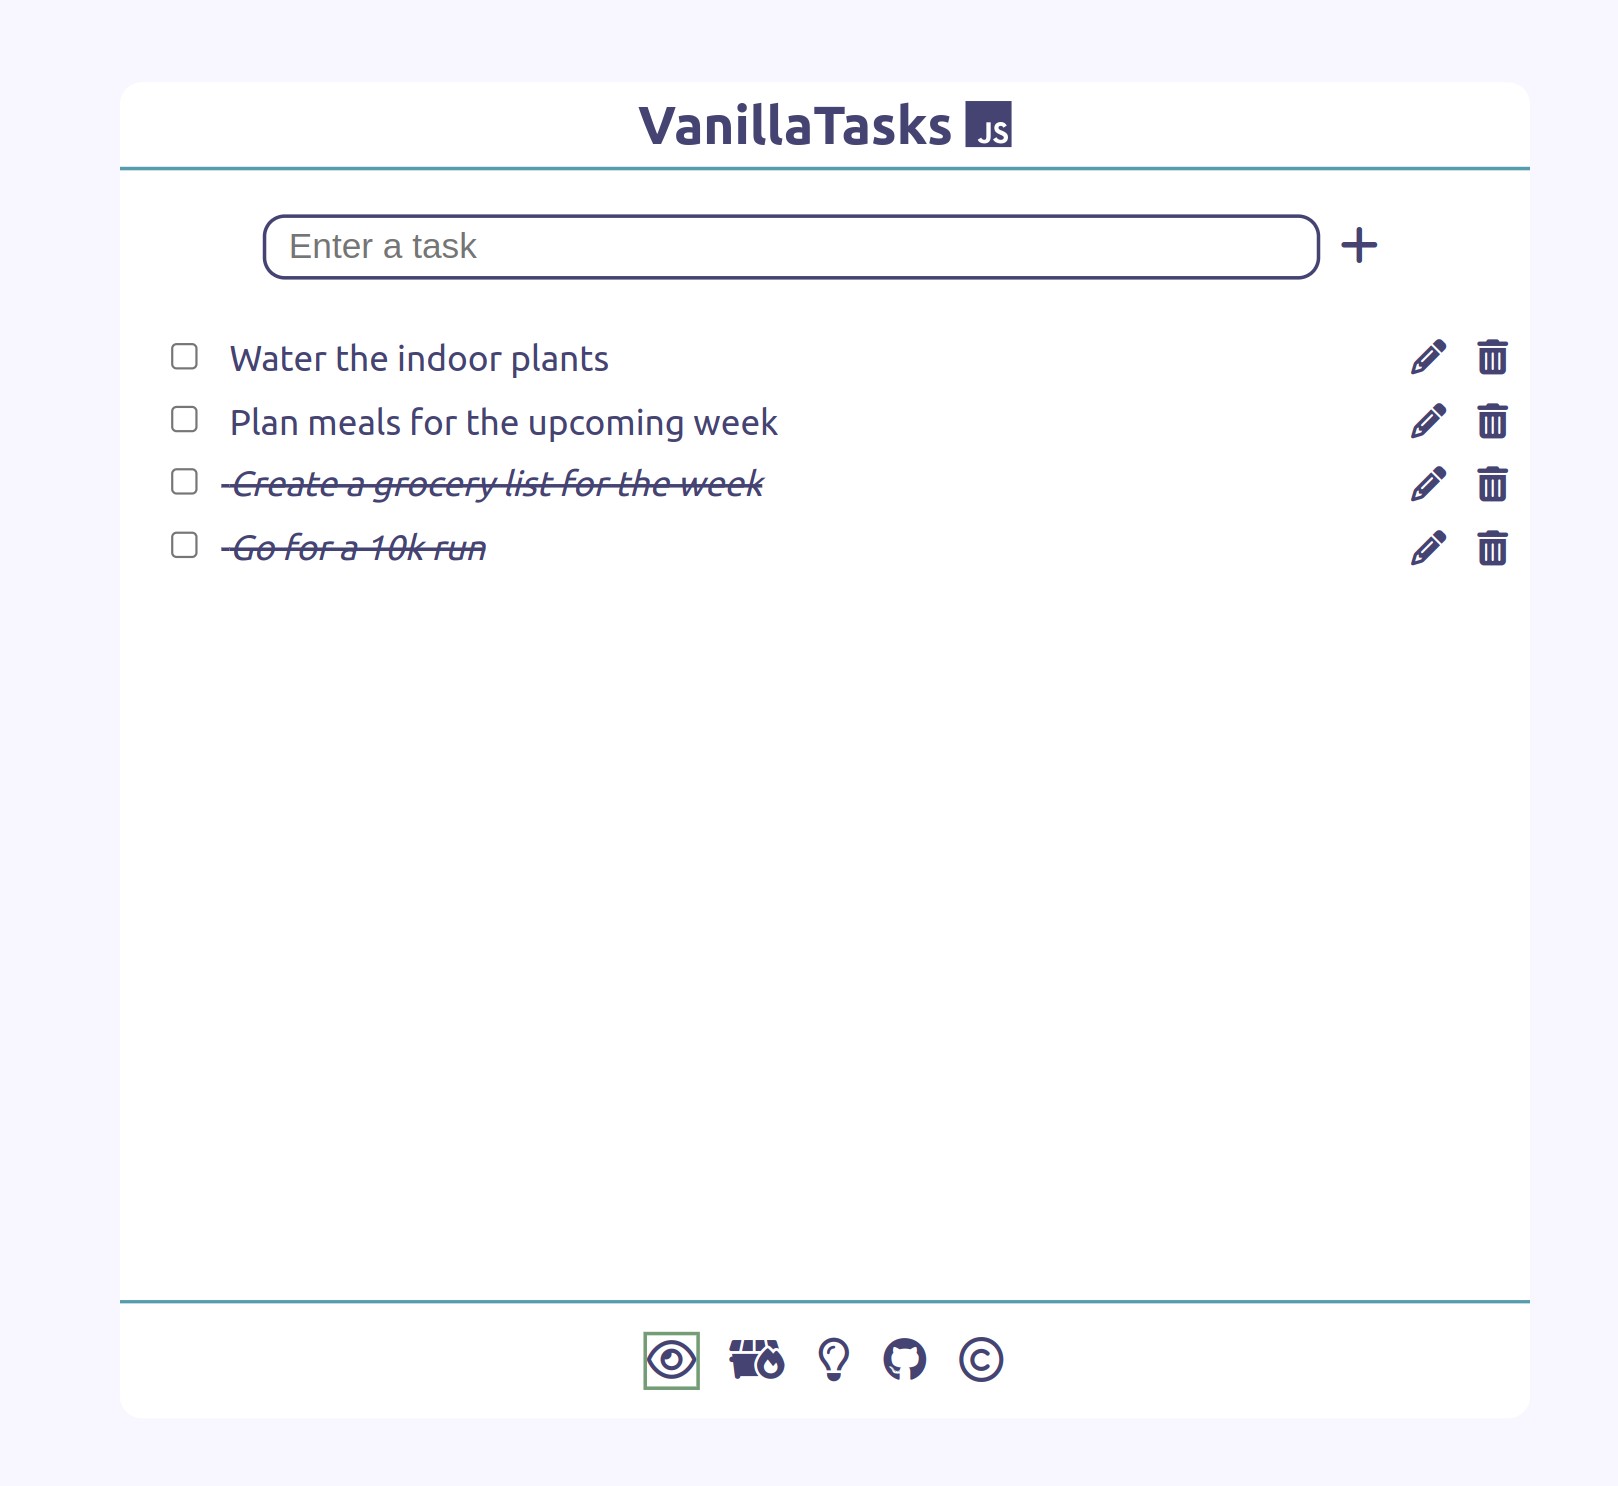 VanillaTasks JS
Enter a task
Water the indoor plants
Plan meals for the upcoming week
Create a grocery list for the week
Go for a 10k run